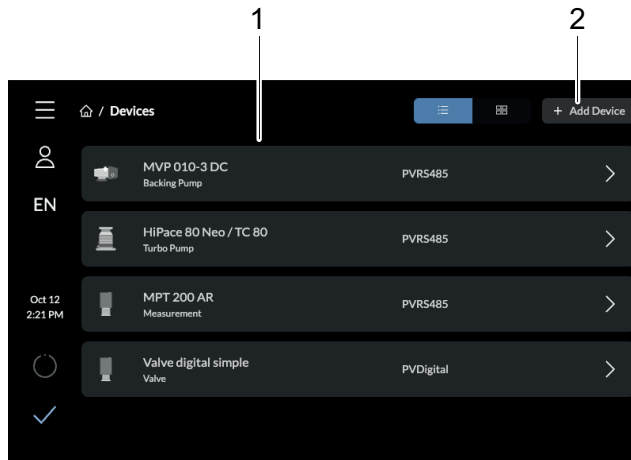 1
2
/ Devices
+ Add Device
EN
Oct 12
2:21 PM
MVP 010-3 DC
Backing Pump
PVRS485
HiPace 80 Neo / TC 80
Turbo Pump
PVRS485
MPT 200 AR
Measurement
PVRS485
Valve digital simple
Valve
PVDigital